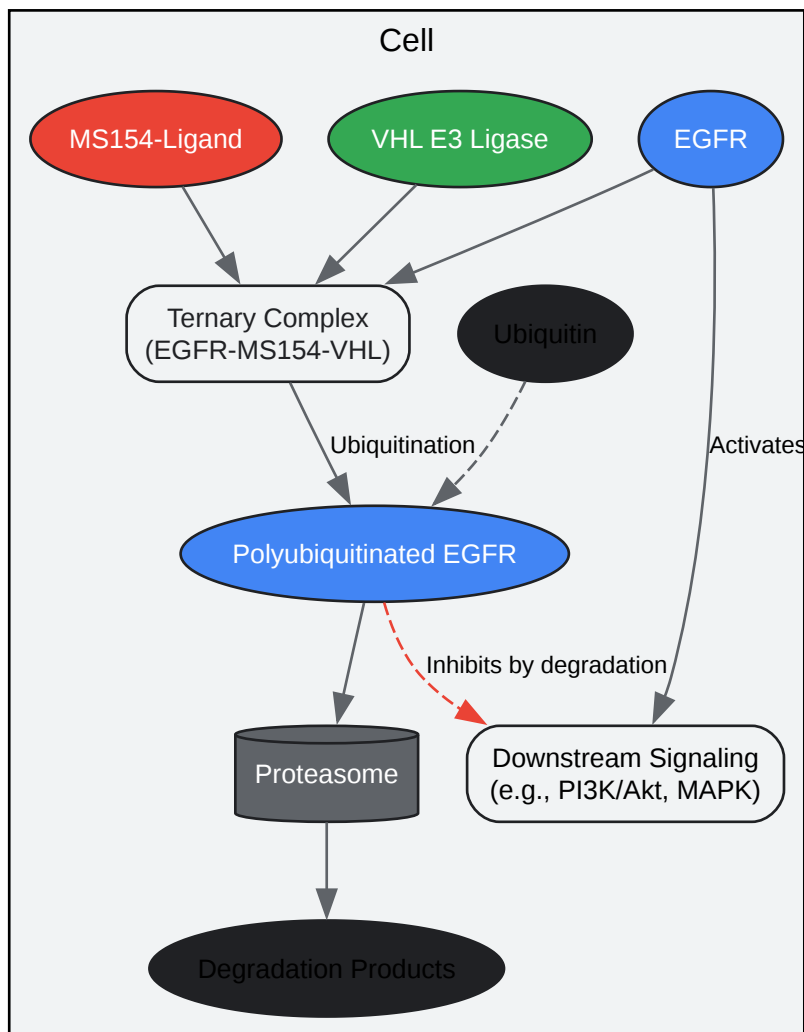 Cell
MS154-Ligand
VHL E3 Ligase
EGFR
Ternary Complex
(EGFR-MS154-VHL)
Ubiquitin
Ubiquitination
Activates
Polyubiquitinated EGFR
Inhibits by degradation
Proteasome
Downstream Signaling
(e.g., PI3K/Akt, MAPK)
Degradation Products